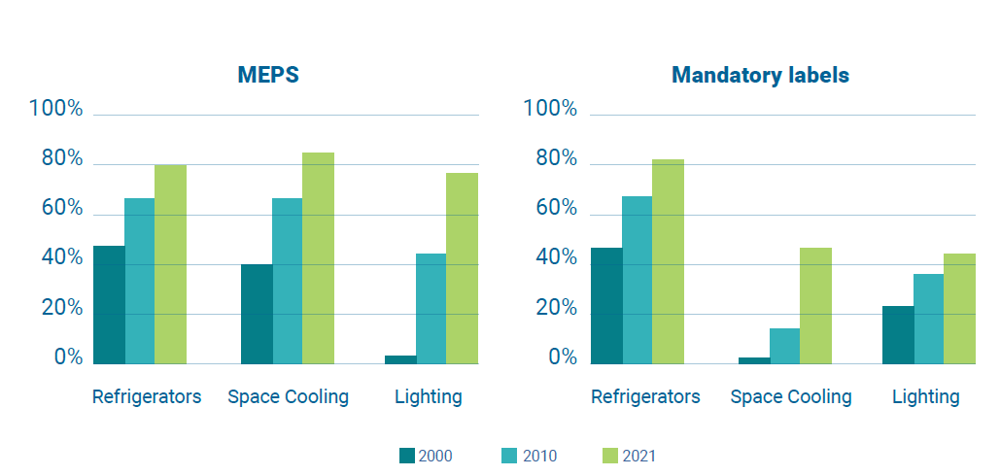 MEPS
100%
80%
60%
40%
20%
0%
Refrigerators Space Cooling Lighting
Mandatory labels
100%
80%
60%
40%
20%
0%
Refrigerators Space Cooling Lighting
2000 2010 2021